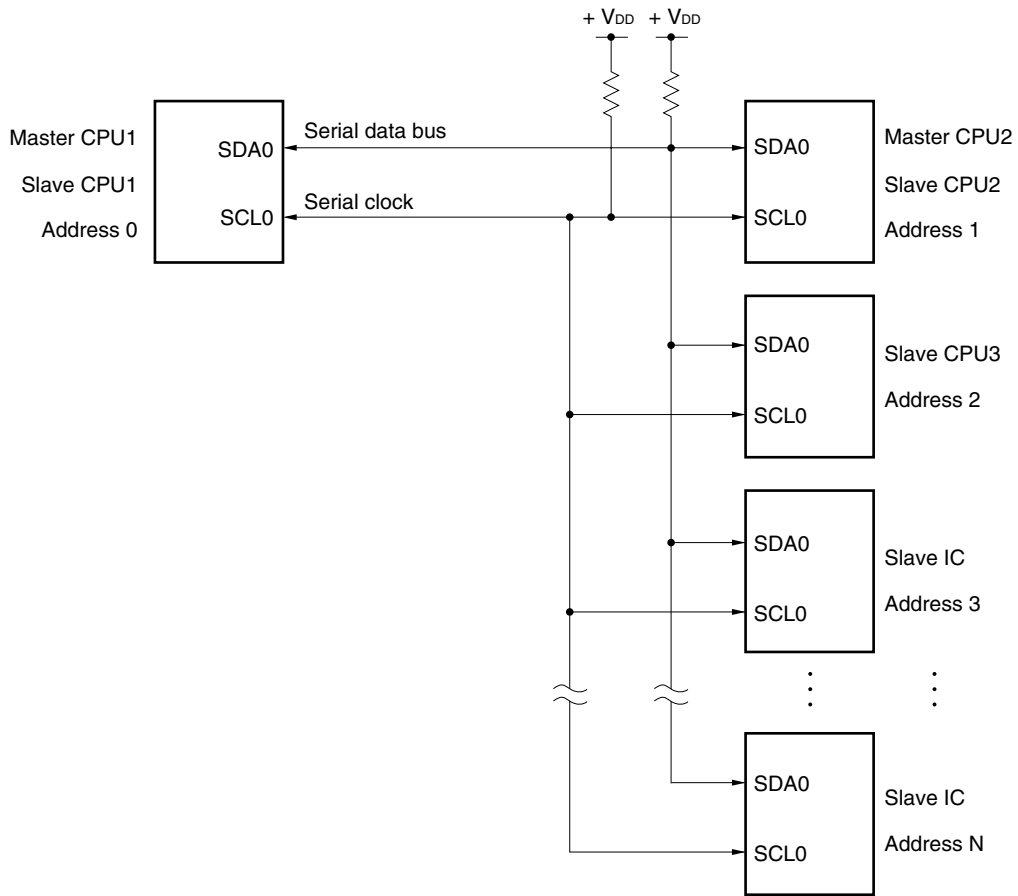 + VDD
+ VDD
Master CPU1
Slave CPU1
Address 0
SDA0
SCL0
Serial data bus
Serial clock
SDA0
SCL0
Master CPU2
Slave CPU2
Address 1
SDA0
SCL0
Slave CPU3
Address 2
SDA0
SCL0
Slave IC
Address 3
SDA0
SCL0
Slave IC
Address N